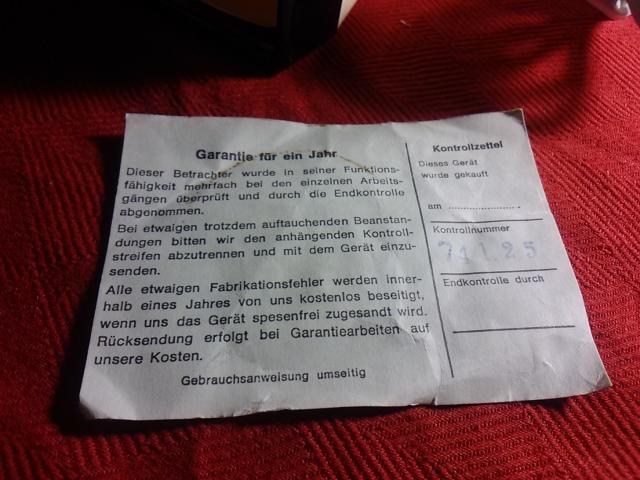 Garantie für ein Jahr
Dieser Betrachter wurde in seiner Funktions-
fähigkeit mehrfach bei den einzelnen Arbeits-
gängen überprüft und durch die Endkontrolle
abgenommen.
Bei etwaigen trotzdem auftauchenden Beanstan-
dungen bitten wir den anhängenden Kontroll-
streifen abzutrennen und mit dem Gerät einzu-
senden.
Alle etwaigen Fabrikationsfehler werden inner-
halb eines Jahres von uns kostenlos beseitigt,
wenn uns das Gerät spesenfrei zugesandt wird.
Rücksendung erfolgt bei Garantiearbeiten auf
unsere Kosten.
Gebrauchsanweisung umseitig
Kontrollzettel
Dieses Gerät
wurde gekauft
am ....................
Kontrollnummer
74 1.25
Endkontrolle durch